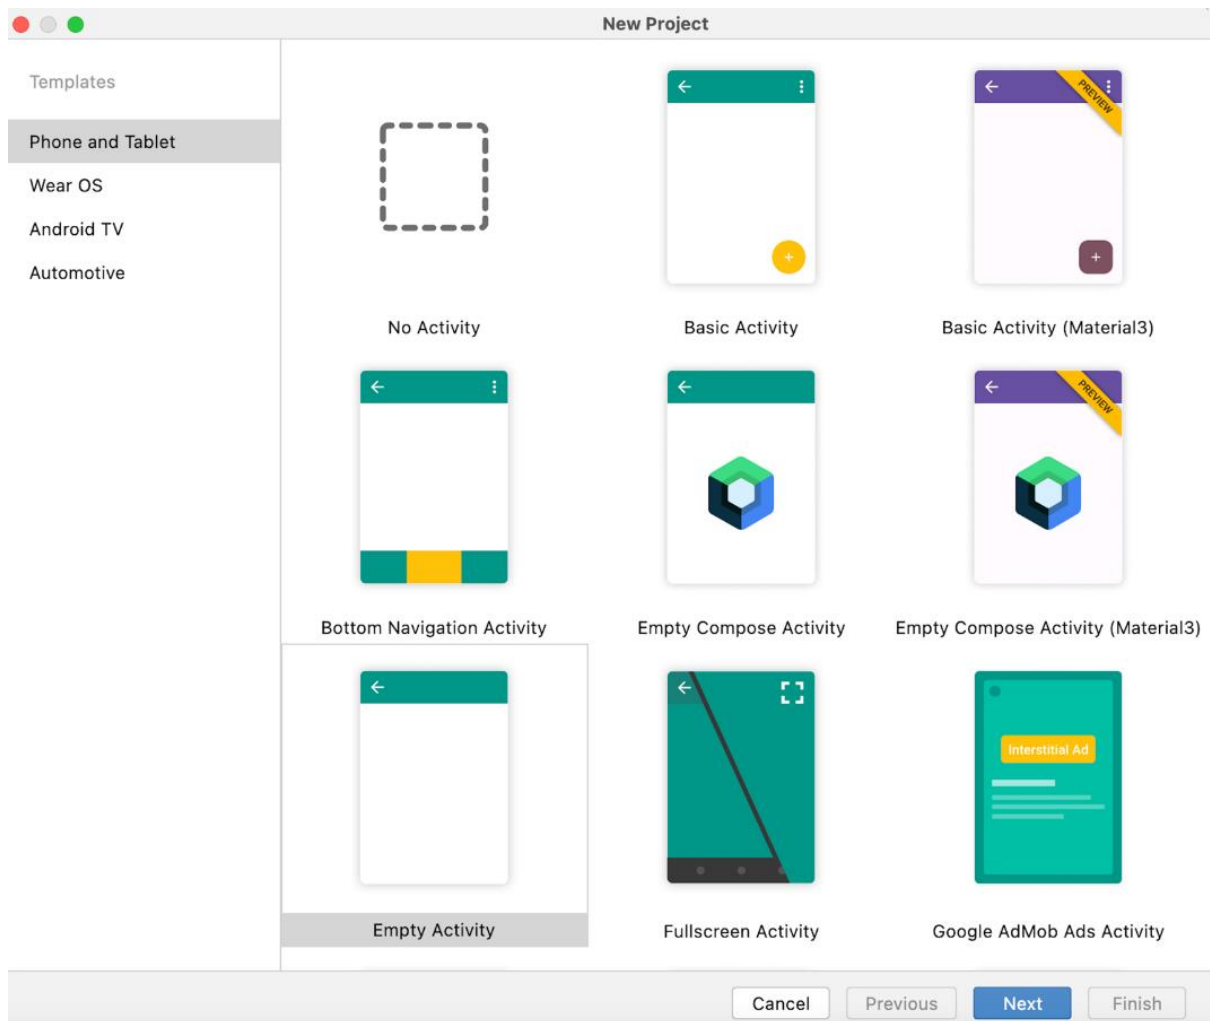 New Project
Templates
Phone and Tablet
Wear OS
Android TV
Automotive
No Activity
Basic Activity
PREVIEW
Basic Activity (Material3)
Bottom Navigation Activity
Empty Compose Activity
PREVIEW
Empty Compose Activity (Material3)
Empty Activity
Fullscreen Activity
Interstitial Ad
Google AdMob Ads Activity
Cancel
Previous
Next
Finish